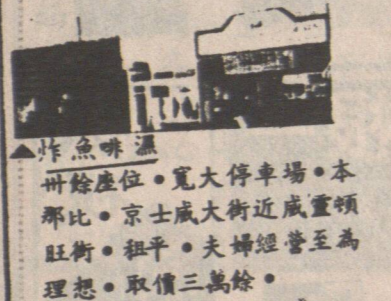 ▲炸魚啡濕
卅餘座位•寬大停車場•本
那比•京士威大街近威靈頓
旺街•租平•夫婦經營至為
理想•取價三萬餘•